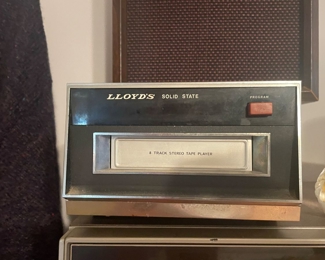 LLOYD'S SOLID STATE
PROGRAM
8 TRACK STEREO TAPE PLAYER